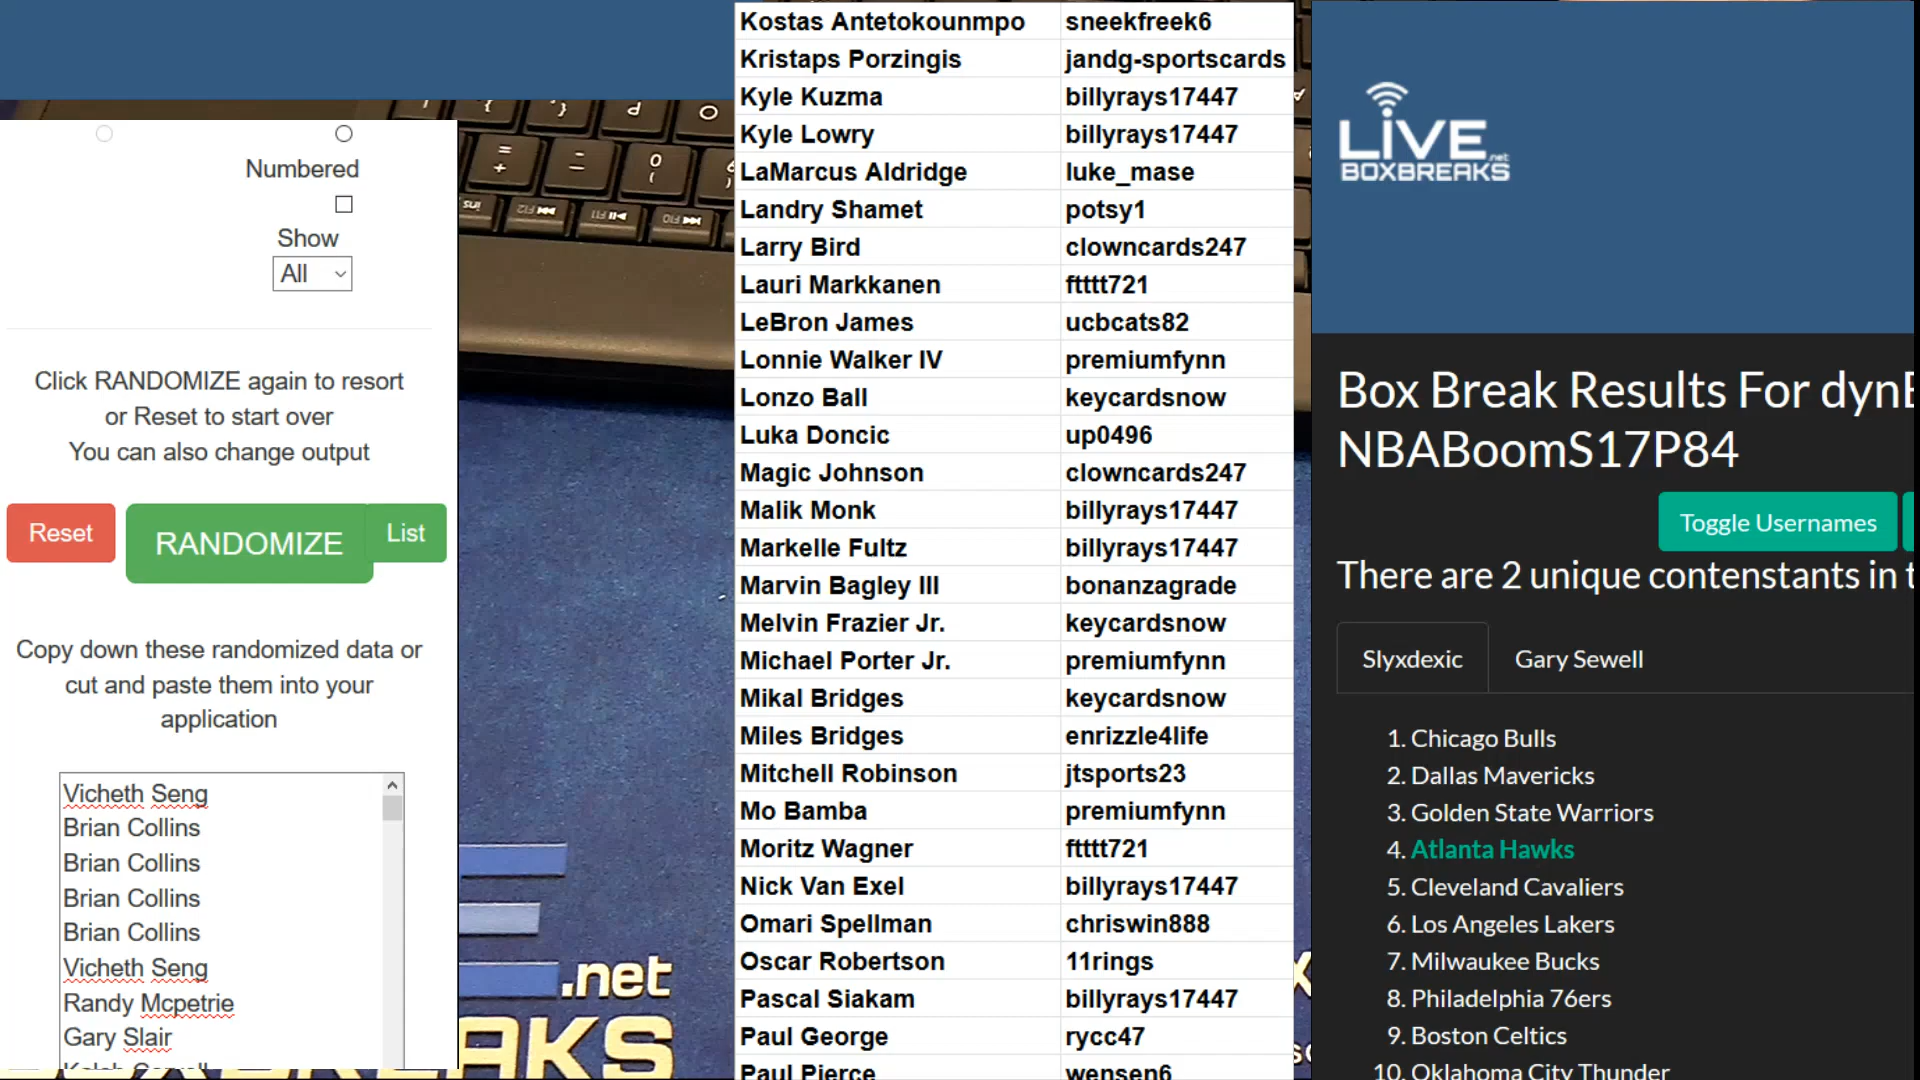 Numbered
Show
All
Click RANDOMIZE again to resort
or Reset to start over
You can also change output
Reset
RANDOMIZE
List
Copy down these randomized data or
cut and paste them into your
application
Vicheth Seng
Brian Collins
Brian Collins
Brian Collins
Brian Collins
Vicheth Seng
Randy Mcpetrie
Gary Slair
.net
Kostas Antetokounmpo sneekfreek6
Kristaps Porzingis jandg-sportscards
Kyle Kuzma billyrays17447
Kyle Lowry billyrays17447
LaMarcus Aldridge luke_mase
Landry Shamet potsy1
Larry Bird clowncards247
Lauri Markkanen fttttt721
LeBron James ucbcats82
Lonnie Walker IV premiumfynn
Lonzo Ball keycardsnow
Luka Doncic up0496
Magic Johnson clowncards247
Malik Monk billyrays17447
Markelle Fultz billyrays17447
Marvin Bagley III bonanzagrade
Melvin Frazier Jr. keycardsnow
Michael Porter Jr. premiumfynn
Mikal Bridges keycardsnow
Miles Bridges enrizzle4life
Mitchell Robinson jtsports23
Mo Bamba premiumfynn
Moritz Wagner fttttt721
Nick Van Exel billyrays17447
Omari Spellman chriswin888
Oscar Robertson 11rings
Pascal Siakam billyrays17447
Paul George rycc47
Paul Pierce wensen6
LIVE .net
BOXBREAKS
Box Break Results For dyn
NBABoomS17P84
Toggle Usernames
There are 2 unique contenstants in
Slyxdexic Gary Sewell
1. Chicago Bulls
2. Dallas Mavericks
3. Golden State Warriors
4. Atlanta Hawks
5. Cleveland Cavaliers
6. Los Angeles Lakers
7. Milwaukee Bucks
8. Philadelphia 76ers
9. Boston Celtics
10. Oklahoma City Thunder